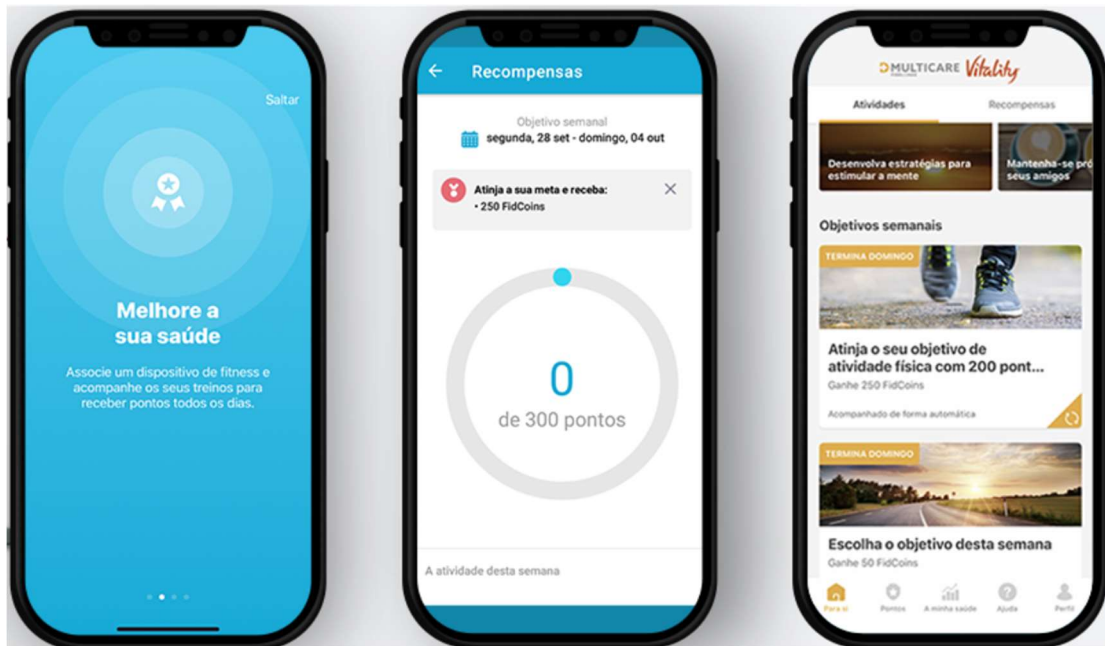 Saltar
Melhore a
sua saúde
Associe um dispositivo de fitness e
acompanhe os seus treinos para
receber pontos todos os dias.
Recompensas
Objetivo semanal
segunda, 28 set - domingo, 04 out
Atinja a sua meta e receba:
• 250 FidCoins
0
de 300 pontos
A atividade desta semana
MULTICARE Vitality
Atividades
Recompensas
Desenvolva estratégias para
estimular a mente
Mantenha-se pró
seus amigos
Objetivos semanais
TERMINA DOMINGO
Atinja o seu objetivo de
atividade física com 200 pont...
Ganhe 250 FidCoins
Acompanhado de forma automática
TERMINA DOMINGO
Escolha o objetivo desta semana
Ganhe 50 FidCoins
Para si
Pontos
A minha saúde
Ajuda
Perfil